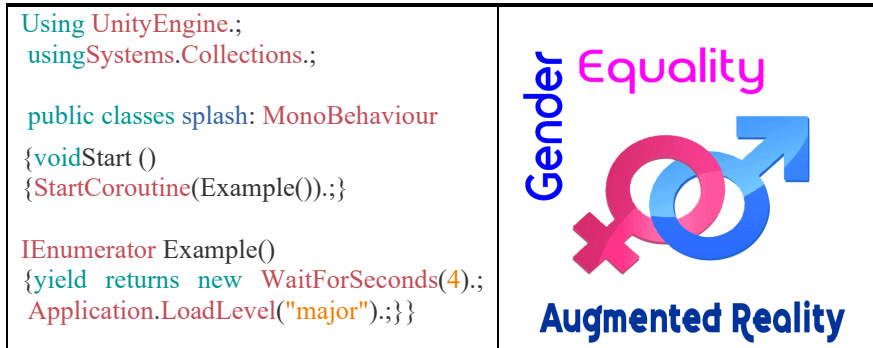 Using UnityEngine.;
usingSystems.Collections.;
public classes splash: MonoBehaviour
{voidStart ()
{StartCoroutine(Example()).;}
IEnumerator Example()
{yield returns new WaitForSeconds(4).;
Application.LoadLevel("major").;}}
Gender
Equality
Augmented Reality